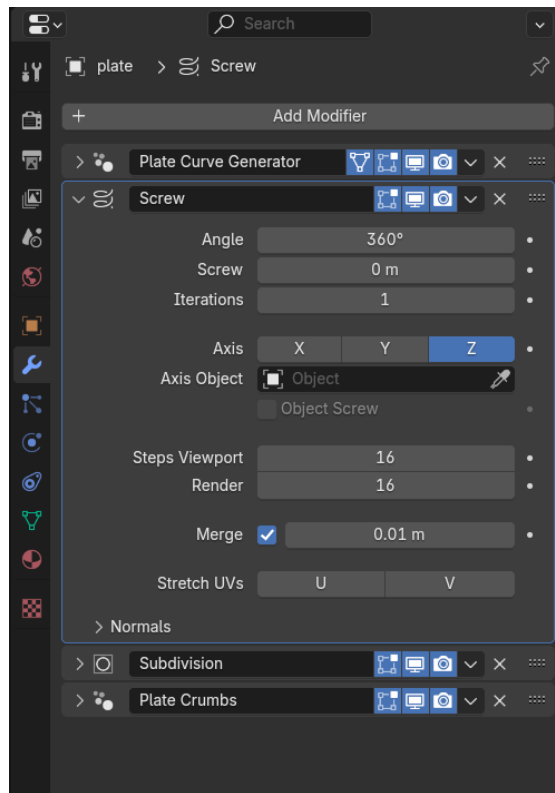 Search
plate > Screw
+ Add Modifier
Plate Curve Generator
Screw
Angle 360°
Screw 0 m
Iterations 1
Axis X Y Z
Axis Object Object
Object Screw
Steps Viewport 16
Render 16
Merge 0.01 m
Stretch UVs U V
Normals
Subdivision
Plate Crumbs